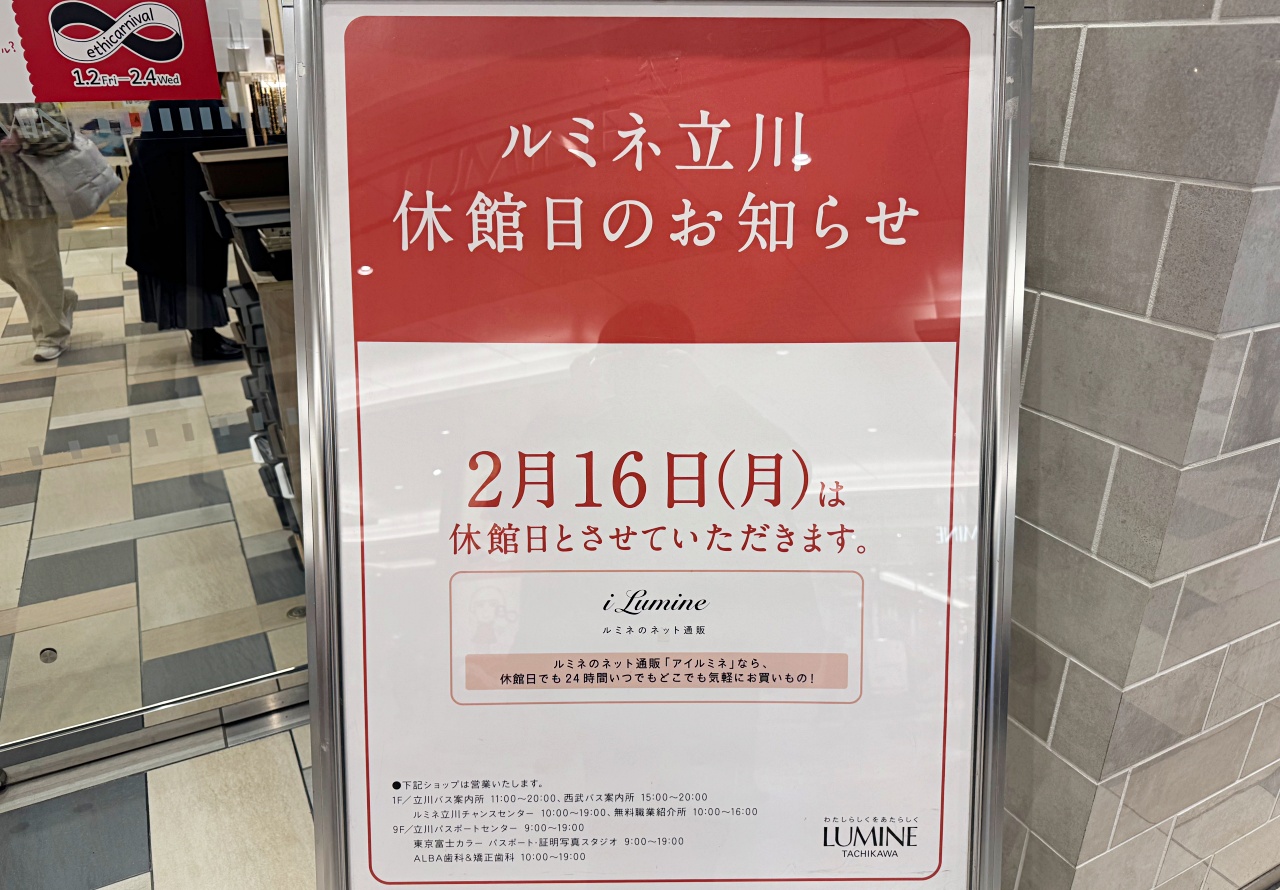 ethicarnival
1.2Fri—2.4Wed
ルミネ立川
休館日のお知らせ
2月16日(月)は
休館日とさせていただきます。
i Lumine
ルミネのネット通販
ルミネのネット通販「アイルミネ」なら、
休館日でも24時間いつでもどこでも気軽にお買いもの!
●下記ショップは営業いたします。
1F/立川バス案内所 11:00〜20:00、西武バス案内所 15:00〜20:00
ルミネ立川チャンスセンター 10:00〜19:00、無料職業紹介所 10:00〜16:00
9F/立川パスポートセンター 9:00〜19:00
東京富士カラー パスポート・証明写真スタジオ 9:00〜19:00
ALBA歯科&矯正歯科 10:00〜19:00
わたしらしくをあたらしく
LUMINE
TACHIKAWA